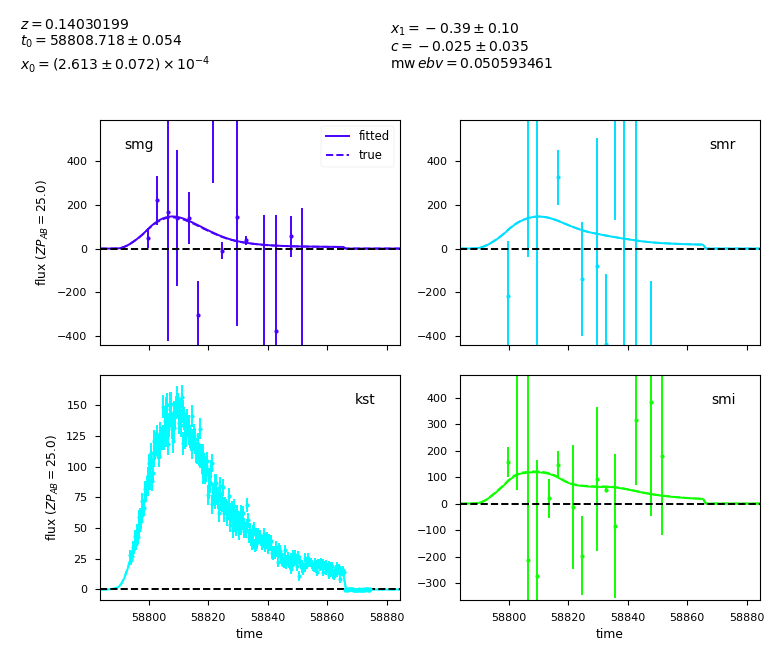 z = 0.14030199
t₀ = 58808.718 ± 0.054
x₀ = (2.613 ± 0.072) × 10⁻⁴
x₁ = −0.39 ± 0.10
c = −0.025 ± 0.035
mw ebv = 0.050593461
smg
fitted
true
400
200
0
−200
−400
flux (ZP_AB = 25.0)
smr
400
200
0
−200
−400
kst
150
125
100
75
50
25
0
flux (ZP_AB = 25.0)
58800 58820 58840 58860 58880
time
smi
400
300
200
100
0
−100
−200
−300
58800 58820 58840 58860 58880
time